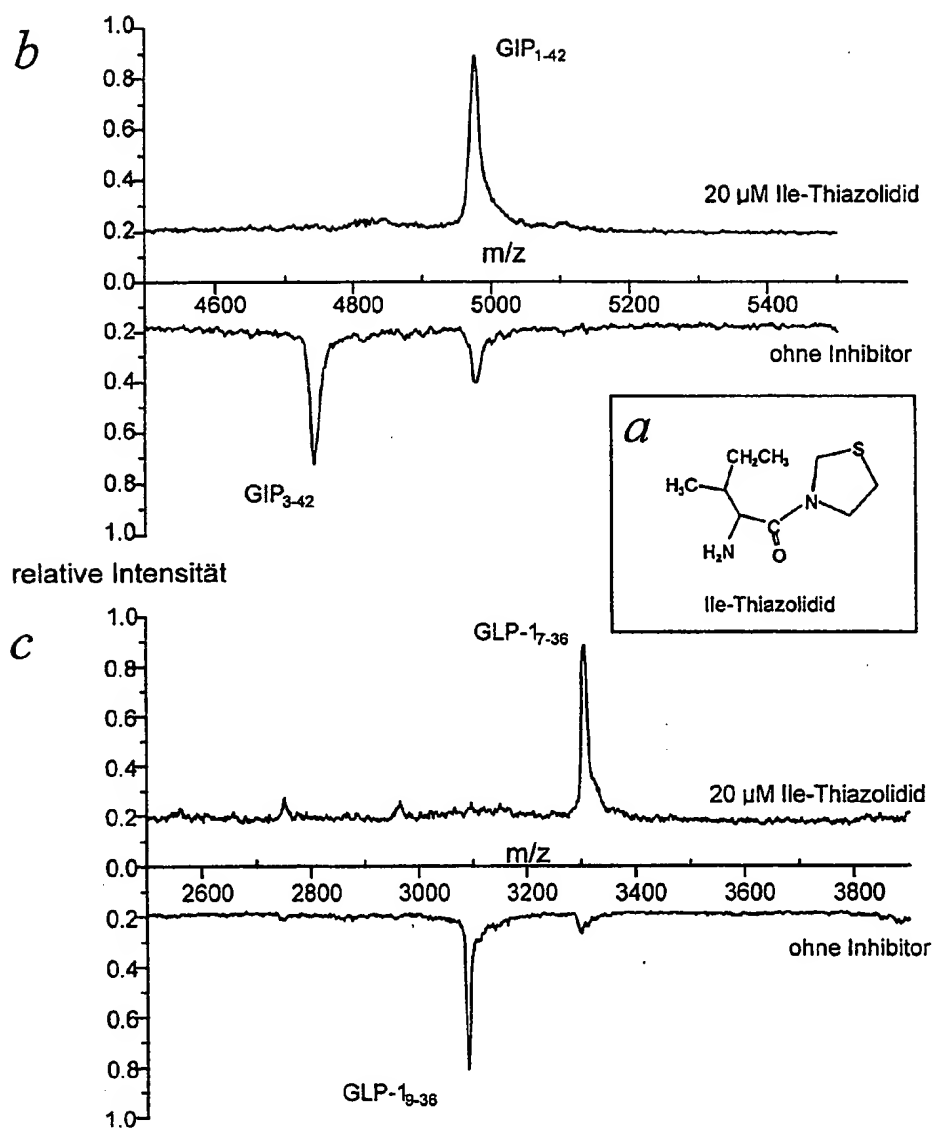 b
1.0
0.8
0.6
0.4
0.2
0.0
GIP1-42
20 µM Ile-Thiazolidid
m/z
4600 4800 5000 5200 5400
0.2
0.4
0.6
0.8
1.0
ohne Inhibitor
GIP3-42
a
CH2CH3
H3C
S
N
C
H2N
O
Ile-Thiazolidid
relative Intensität
c
1.0
0.8
0.6
0.4
0.2
0.0
GLP-17-36
20 µM Ile-Thiazolidid
m/z
2600 2800 3000 3200 3400 3600 3800
0.2
0.4
0.6
0.8
1.0
ohne Inhibitor
GLP-19-36